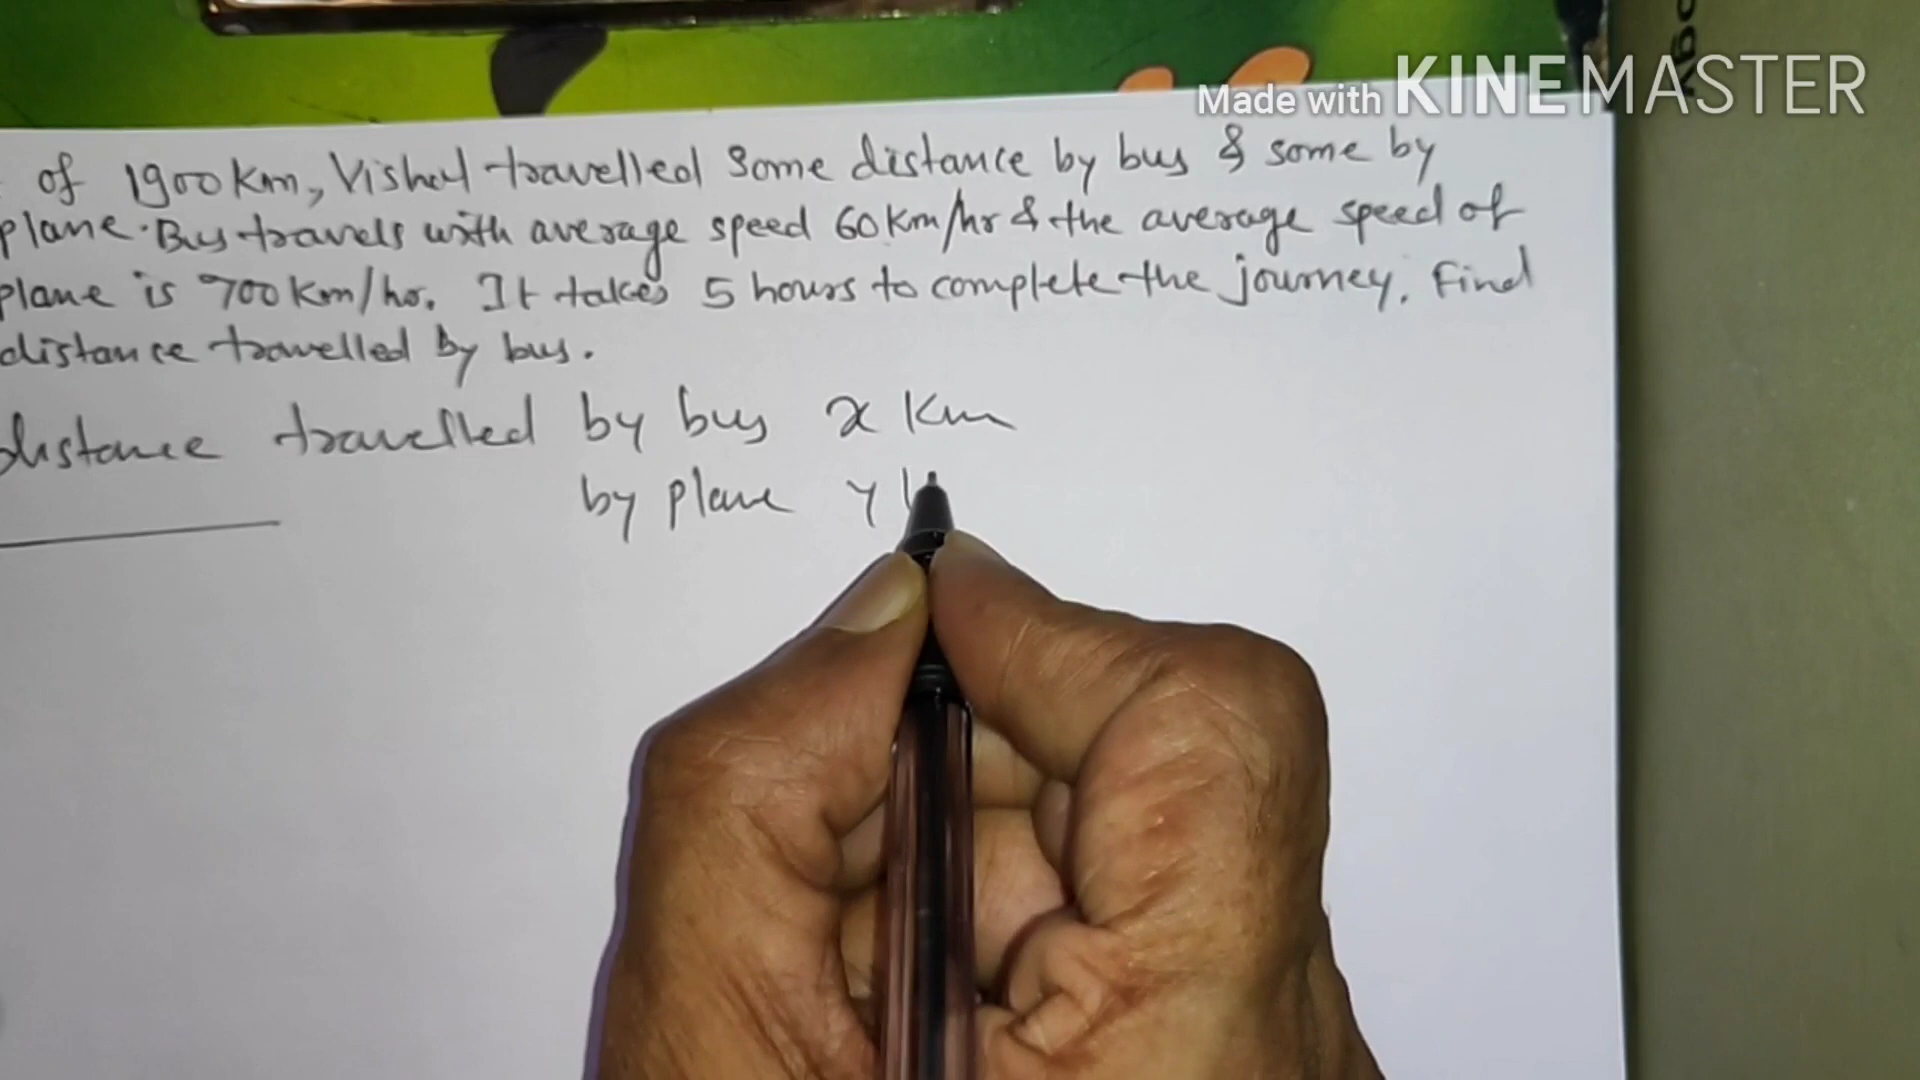 Made with KINEMASTER
of 1900 km, Vishal travelled some distance by bus & some by
plane. Bus travels with average speed 60 km/hr & the average speed of
plane is 700 km/hr. It takes 5 hours to complete the journey. Find
distance travelled by bus.
distance travelled by bus x km
by plane y